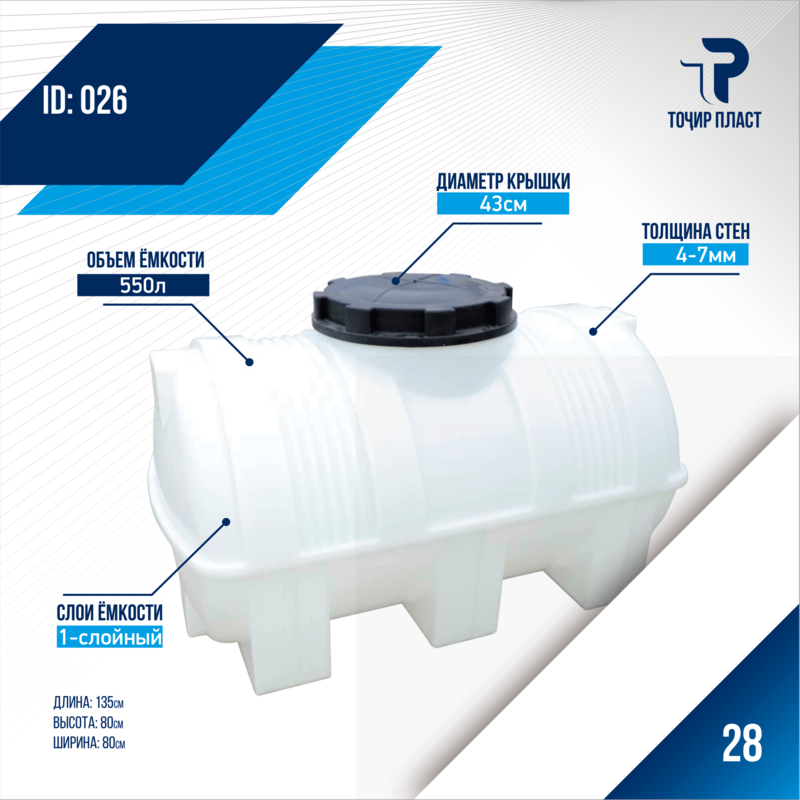 ID: 026
ТОҶИР ПЛАСТ
ДИАМЕТР КРЫШКИ
43см
ТОЛЩИНА СТЕН
4-7мм
ОБЪЕМ ЁМКОСТИ
550л
СЛОИ ЁМКОСТИ
1-слойный
ДЛИНА: 135см
ВЫСОТА: 80см
ШИРИНА: 80см
28